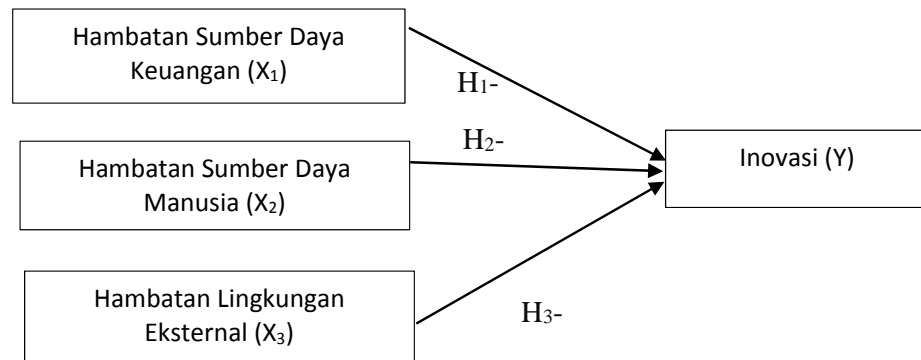 Hambatan Sumber Daya
Keuangan (X₁)
H₁-
H₂-
Hambatan Sumber Daya
Manusia (X₂)
Inovasi (Y)
Hambatan Lingkungan
Eksternal (X₃)
H₃-